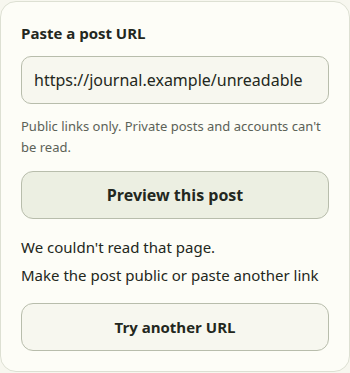 Paste a post URL
https://journal.example/unreadable
Public links only. Private posts and accounts can't
be read.
Preview this post
We couldn't read that page.
Make the post public or paste another link
Try another URL